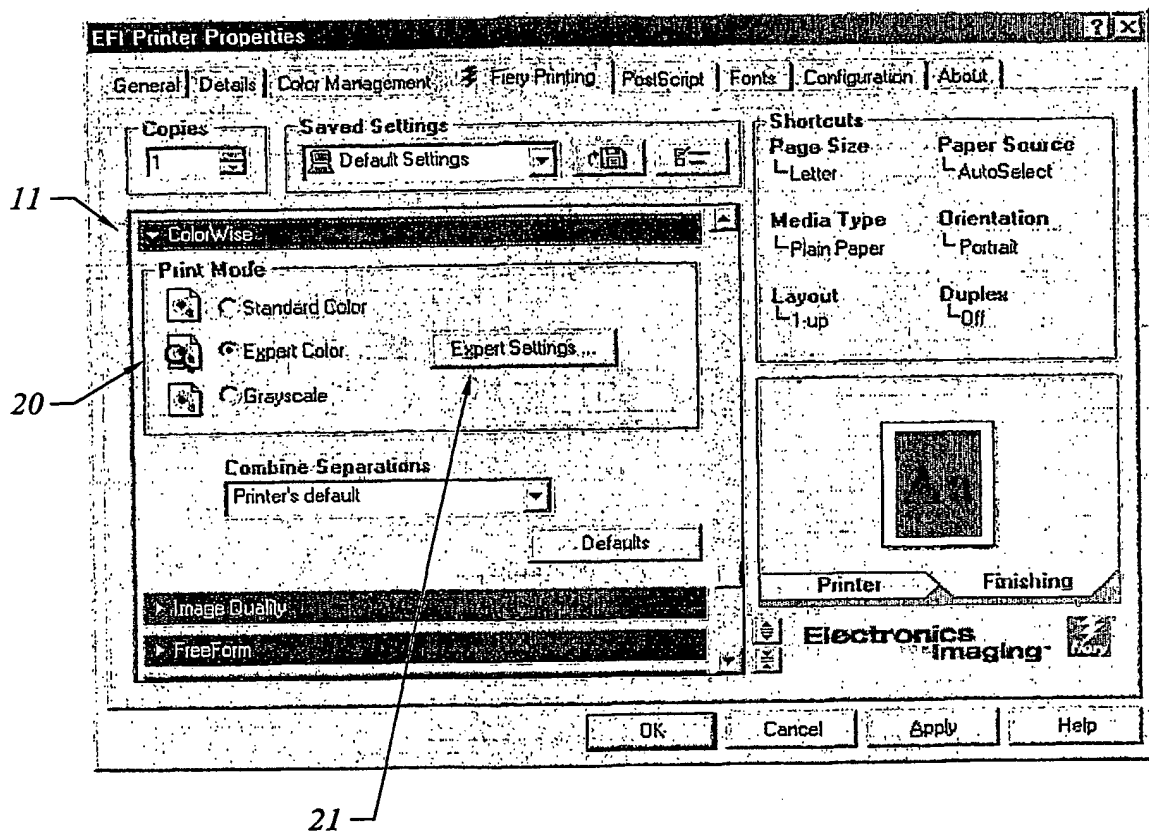 EFI Printer Properties
General Details Color Management Fiery Printing PostScript Fonts Configuration About
Copies
1
Saved Settings
Default Settings
Shortcuts
Page Size
Letter
Paper Source
AutoSelect
Media Type
Plain Paper
Orientation
Portrait
Layout
1-up
Duplex
Off
11
ColorWise
Print Mode
Standard Color
Expert Color
Expert Settings ...
Grayscale
20
Combine Separations
Printer's default
Defaults
Image Quality
FreeForm
Printer Finishing
Electronics
Imaging
OK Cancel Apply Help
21